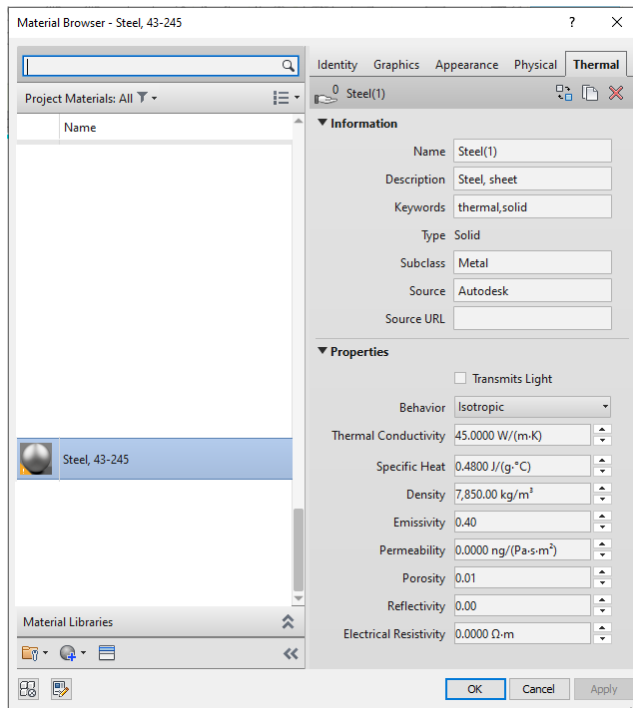 Material Browser - Steel, 43-245
? ×
Identity Graphics Appearance Physical Thermal
Project Materials: All
0 Steel(1)
Name
Steel, 43-245
Material Libraries
Information
Name Steel(1)
Description Steel, sheet
Keywords thermal,solid
Type Solid
Subclass Metal
Source Autodesk
Source URL
Properties
Transmits Light
Behavior Isotropic
Thermal Conductivity 45.0000 W/(m·K)
Specific Heat 0.4800 J/(g·°C)
Density 7,850.00 kg/m³
Emissivity 0.40
Permeability 0.0000 ng/(Pa·s·m²)
Porosity 0.01
Reflectivity 0.00
Electrical Resistivity 0.0000 Ω·m
OK Cancel Apply